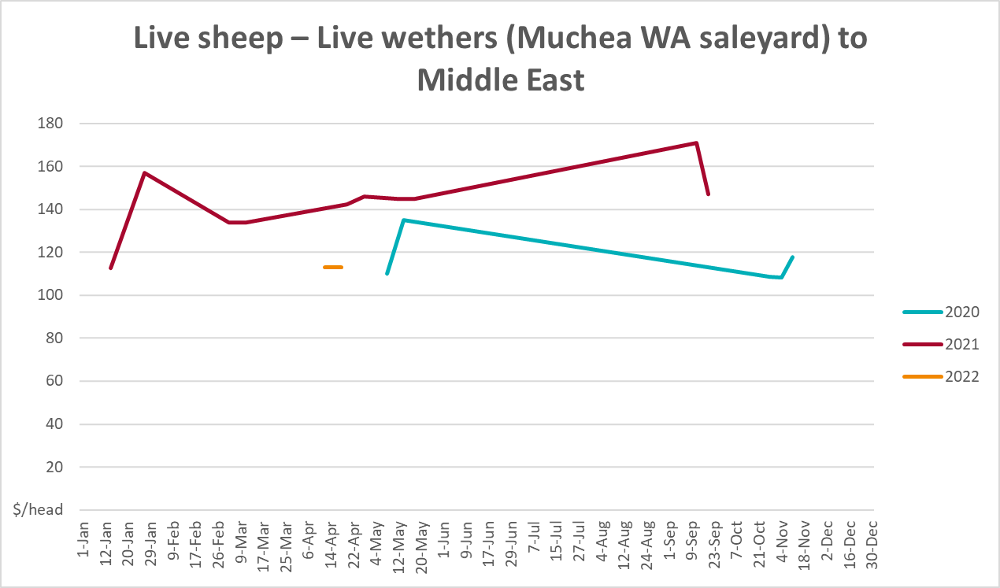 Live sheep – Live wethers (Muchea WA saleyard) to
Middle East
180
160
140
120
100
80
60
40
20
$/head
1-Jan
12-Jan
20-Jan
29-Jan
9-Feb
17-Feb
26-Feb
9-Mar
17-Mar
25-Mar
6-Apr
14-Apr
22-Apr
4-May
12-May
20-May
1-Jun
9-Jun
17-Jun
29-Jun
7-Jul
15-Jul
27-Jul
4-Aug
12-Aug
24-Aug
1-Sep
9-Sep
23-Sep
7-Oct
21-Oct
4-Nov
18-Nov
2-Dec
16-Dec
30-Dec
2020
2021
2022